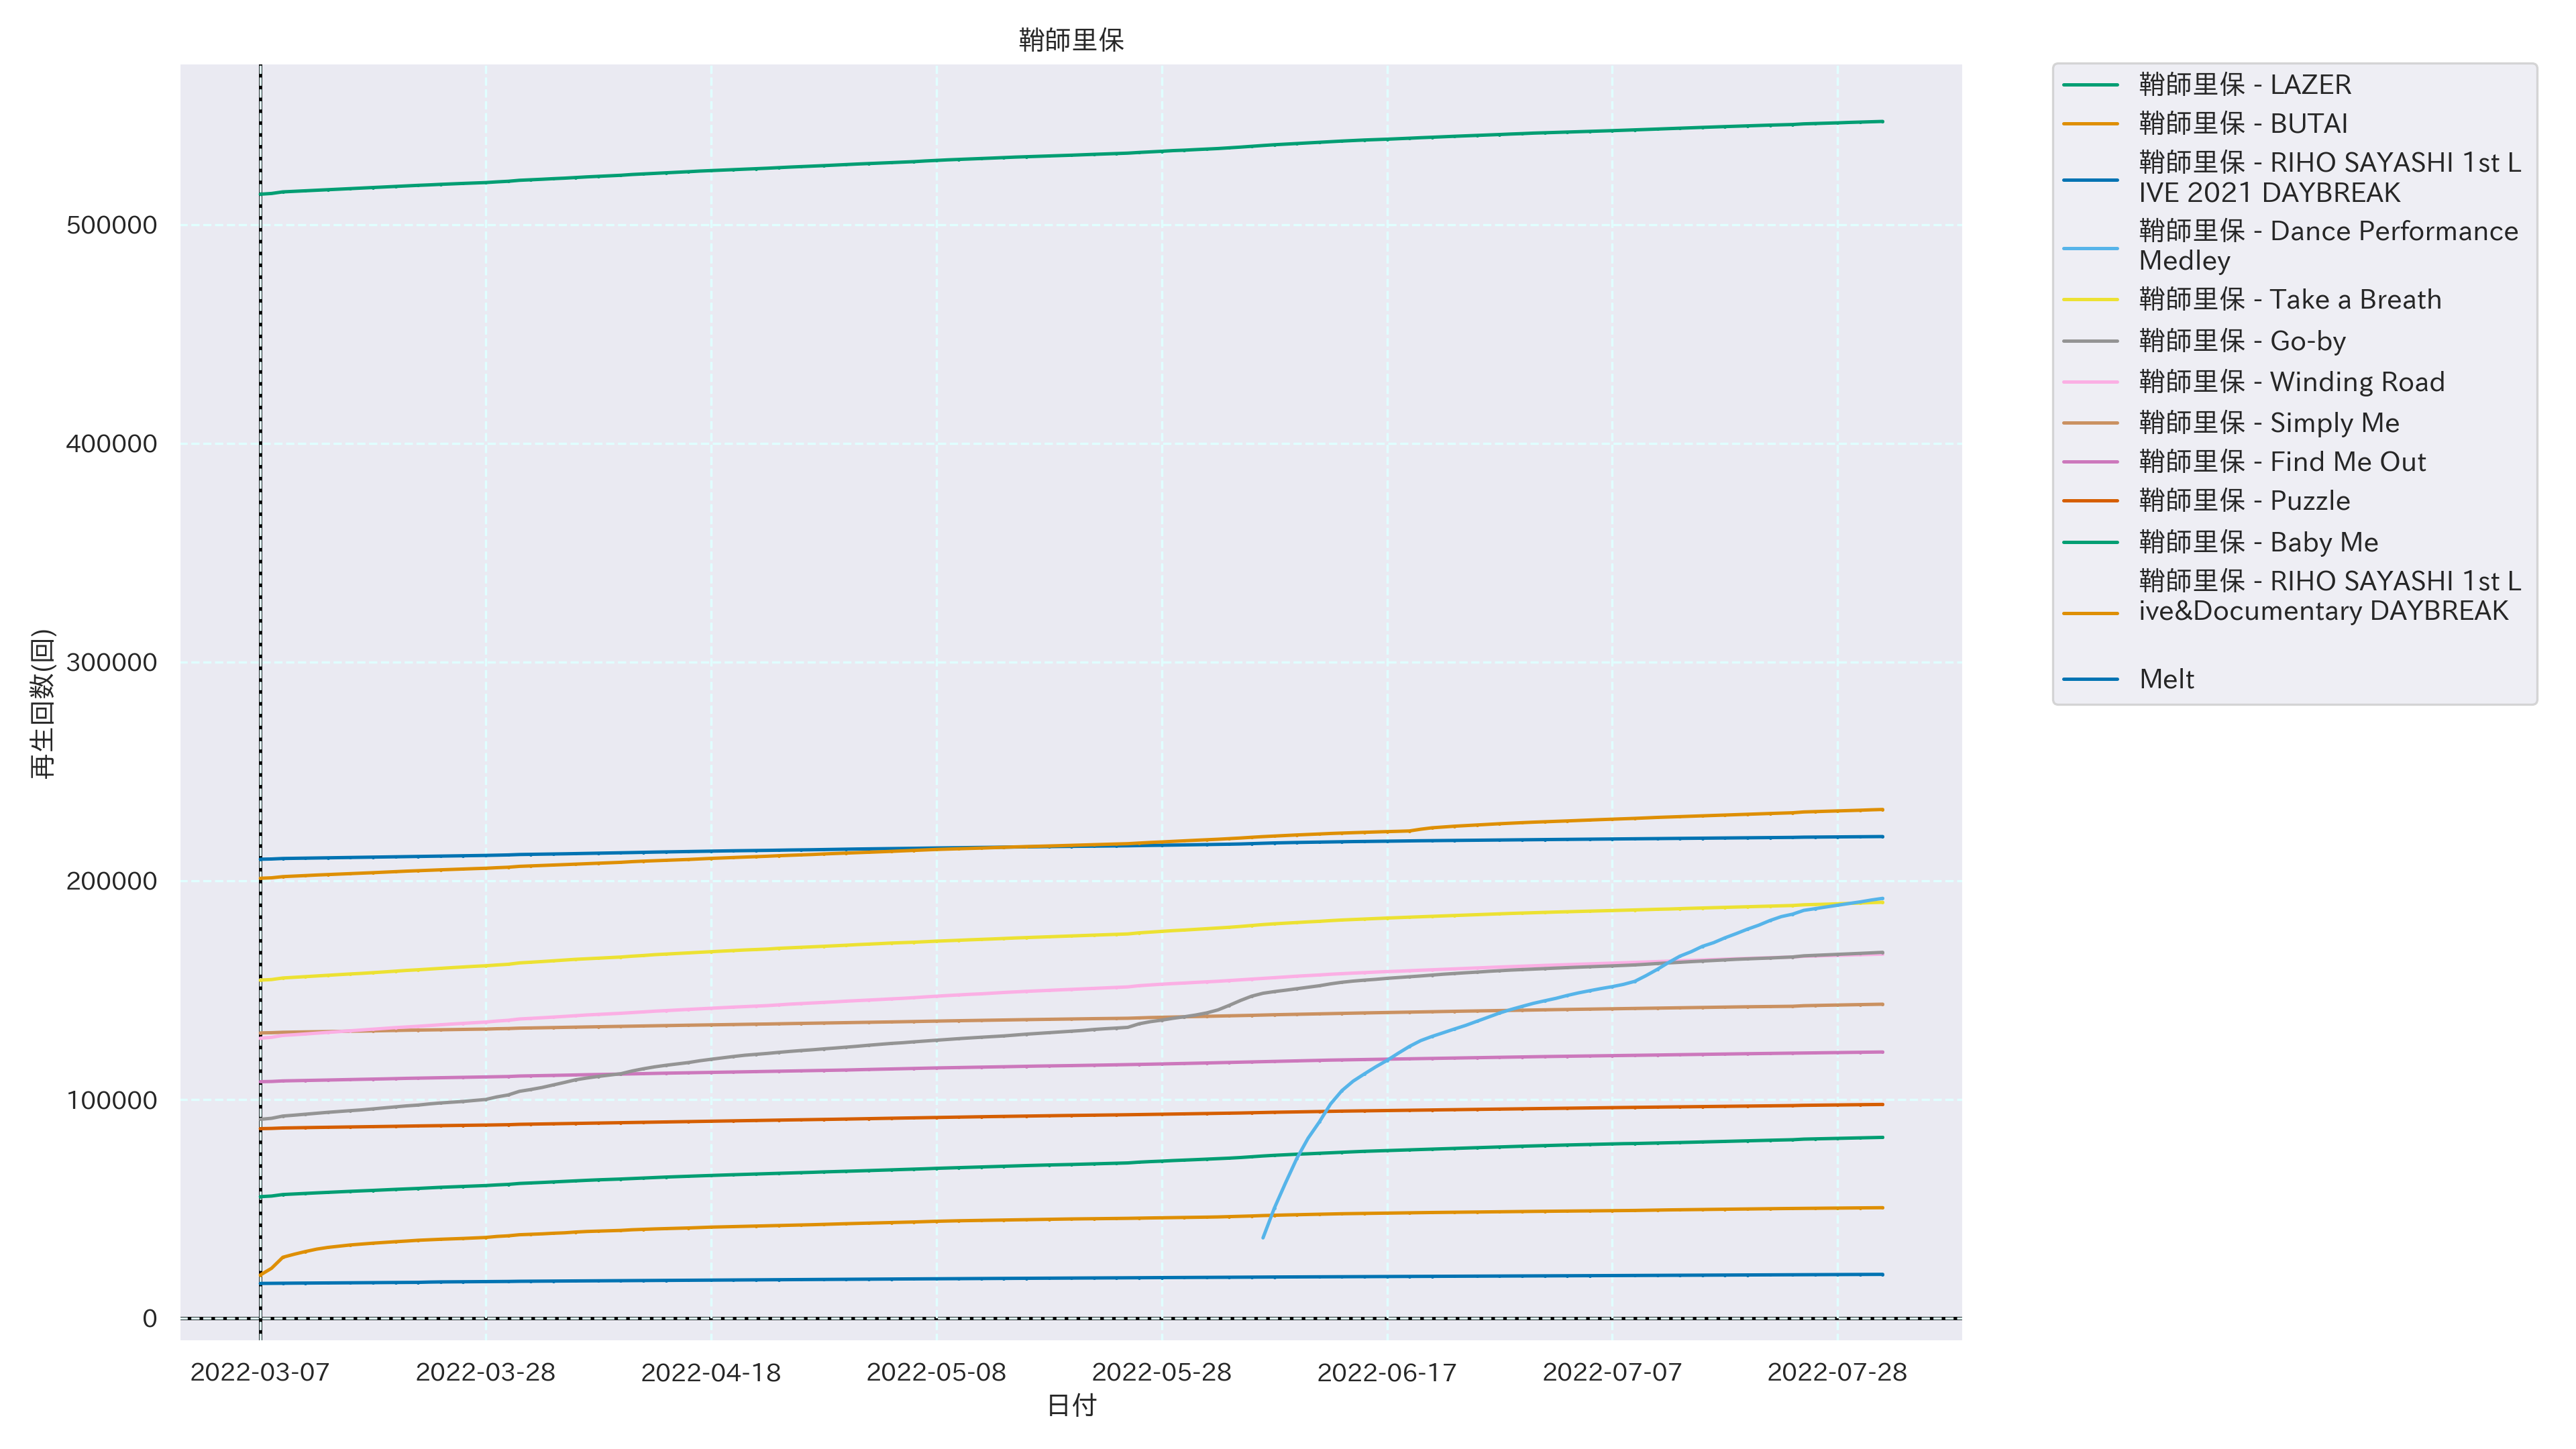 鞘師里保
再生回数(回)
500000
400000
300000
200000
100000
0
2022-03-07
2022-03-28
2022-04-18
2022-05-08
2022-05-28
2022-06-17
2022-07-07
2022-07-28
日付
鞘師里保 - LAZER
鞘師里保 - BUTAI
鞘師里保 - RIHO SAYASHI 1st L
IVE 2021 DAYBREAK
鞘師里保 - Dance Performance
Medley
鞘師里保 - Take a Breath
鞘師里保 - Go-by
鞘師里保 - Winding Road
鞘師里保 - Simply Me
鞘師里保 - Find Me Out
鞘師里保 - Puzzle
鞘師里保 - Baby Me
鞘師里保 - RIHO SAYASHI 1st L
ive&Documentary DAYBREAK
Melt